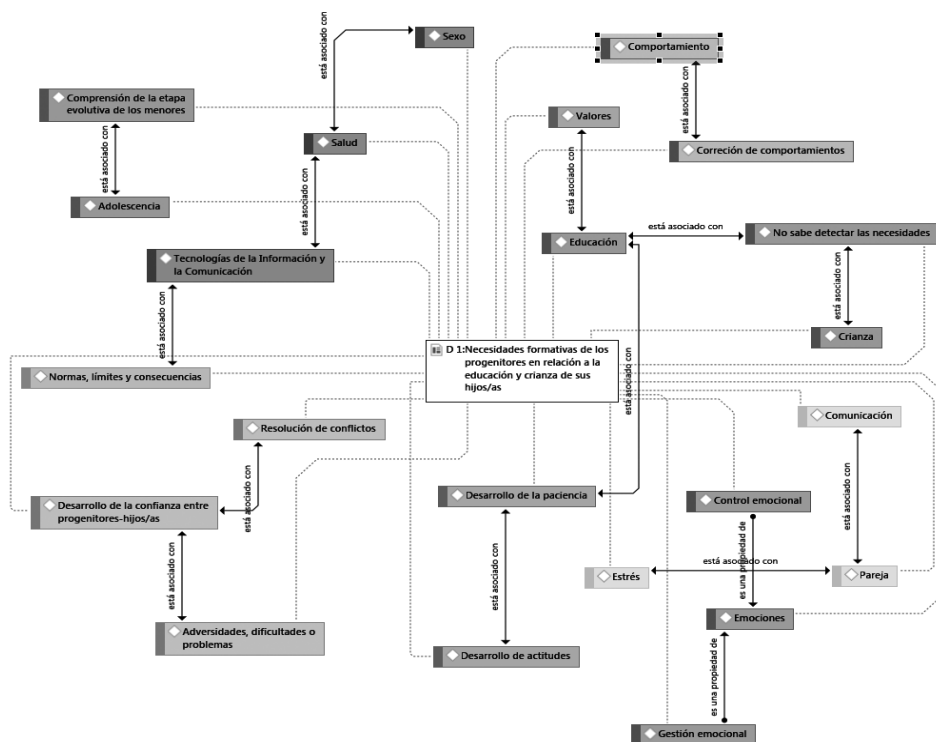 está asociado con
Sexo
Comportamiento
Comprensión de la etapa
evolutiva de los menores
Valores
está asociado con
está asociado con
Salud
está asociado con
Correción de comportamientos
está asociado con
Adolescencia
está asociado con
está asociado con
No sabe detectar las necesidades
Educación
Tecnologías de la Información y
la Comunicación
está asociado con
está asociado con
Crianza
D 1:Necesidades formativas de los
progenitores en relación a la
educación y crianza de sus
hijos/as
está asociado con
Normas, límites y consecuencias
Comunicación
Resolución de conflictos
está asociado con
Desarrollo de la paciencia
Control emocional
está asociado con
Desarrollo de la confianza entre
progenitores-hijos/as
está asociado con
está asociado con
es una propiedad de
está asociado con
Estrés
Pareja
Emociones
Adversidades, dificultades o
problemas
Desarrollo de actitudes
es una propiedad de
Gestión emocional